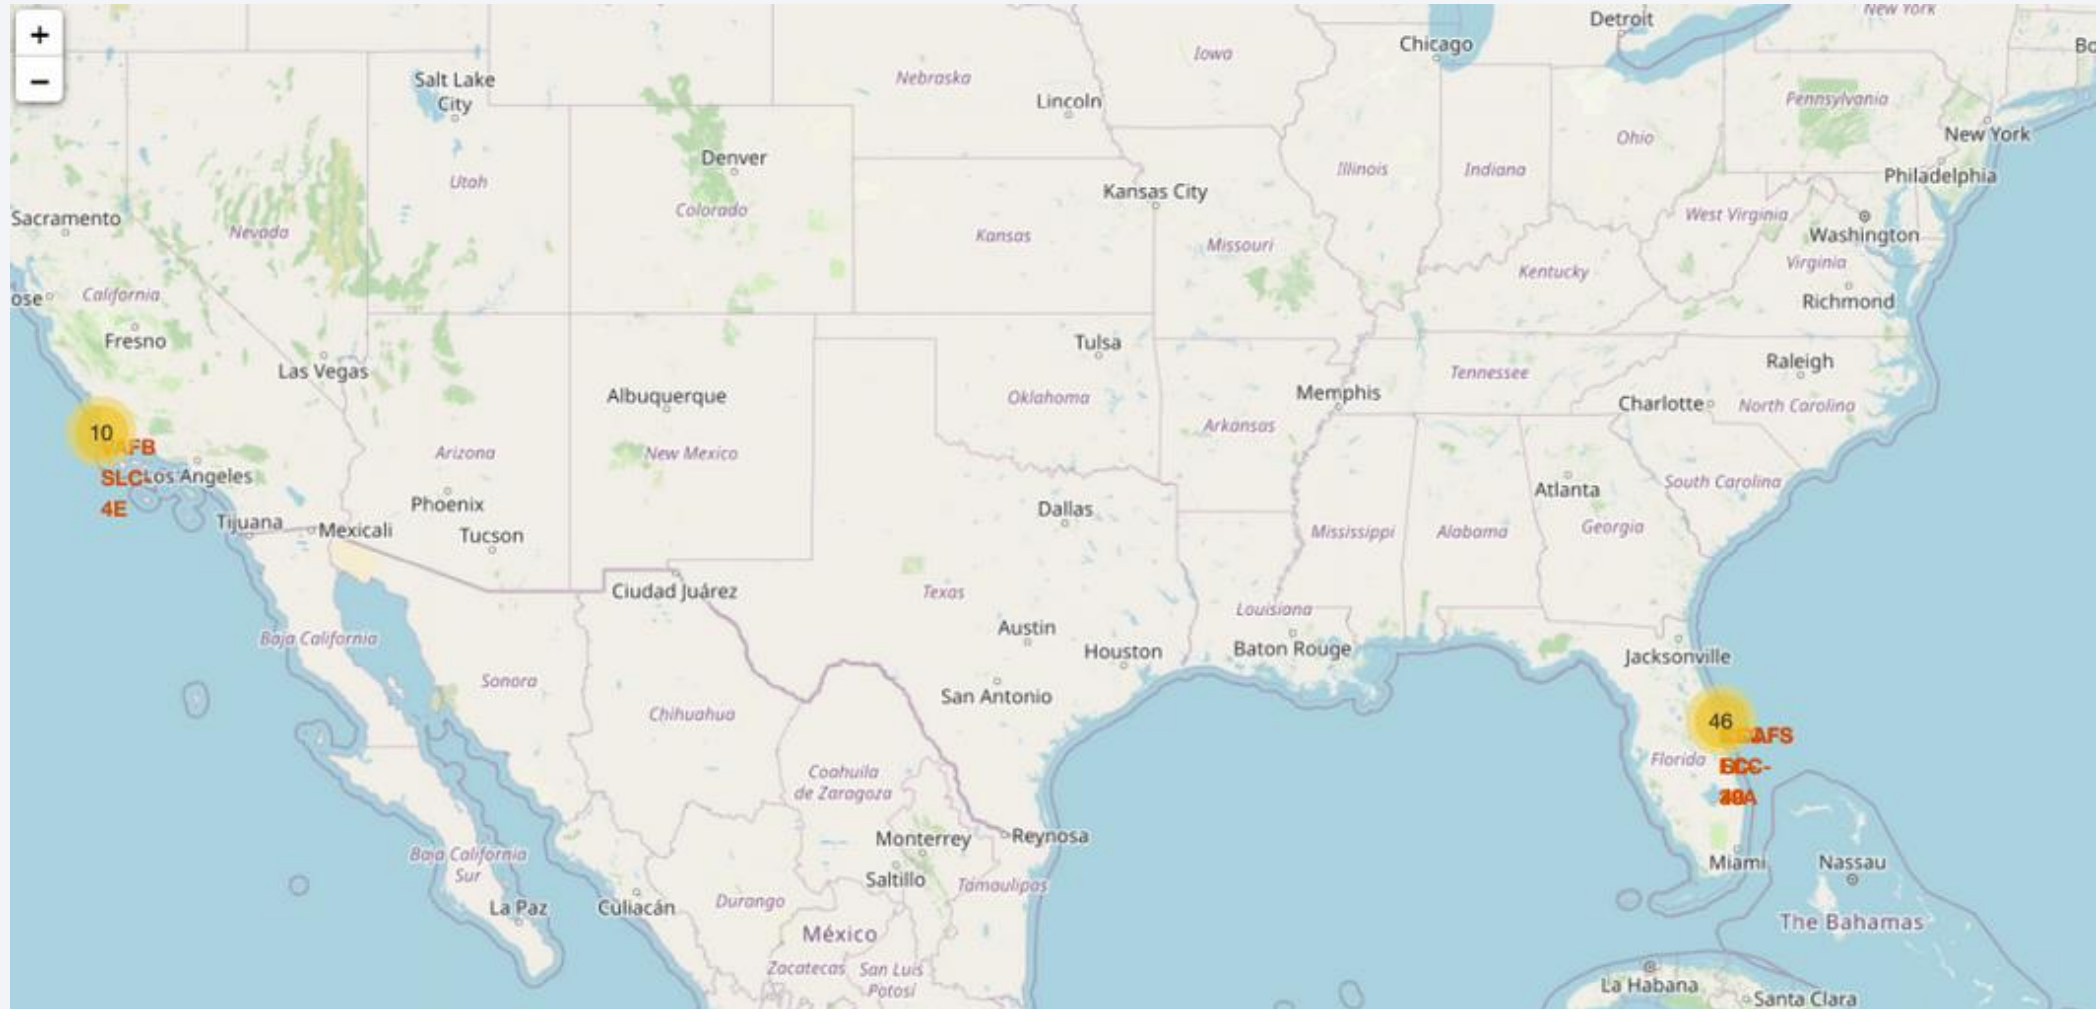 +
−
Detroit
New York
Chicago
Bo
Iowa
Salt Lake
City
Nebraska
Lincoln
Pennsylvania
New York
Ohio
Denver
Utah
Colorado
Kansas City
Illinois
Indiana
Philadelphia
Sacramento
Nevada
Kansas
Missouri
West Virginia
Washington
Virginia
Kentucky
ose
California
Richmond
Fresno
Las Vegas
Tulsa
Raleigh
Tennessee
Albuquerque
Oklahoma
Memphis
Charlotte
North Carolina
Arkansas
10
AFB
Arizona
New Mexico
SLC-
Los Angeles
4E
Phoenix
Atlanta
South Carolina
Dallas
Tijuana
Mexicali
Tucson
Mississippi
Alabama
Georgia
Ciudad Juárez
Texas
Louisiana
Austin
Baja California
Houston
Baton Rouge
Jacksonville
Sonora
San Antonio
Chihuahua
46
AFS
Florida
Coahuila
de Zaragoza
Monterrey
Reynosa
Baja California
Sur
Saltillo
Tamaulipas
Miami
Nassau
La Paz
Culiacán
Durango
México
The Bahamas
Zacatecas
San Luis
Potosí
La Habana
Santa Clara